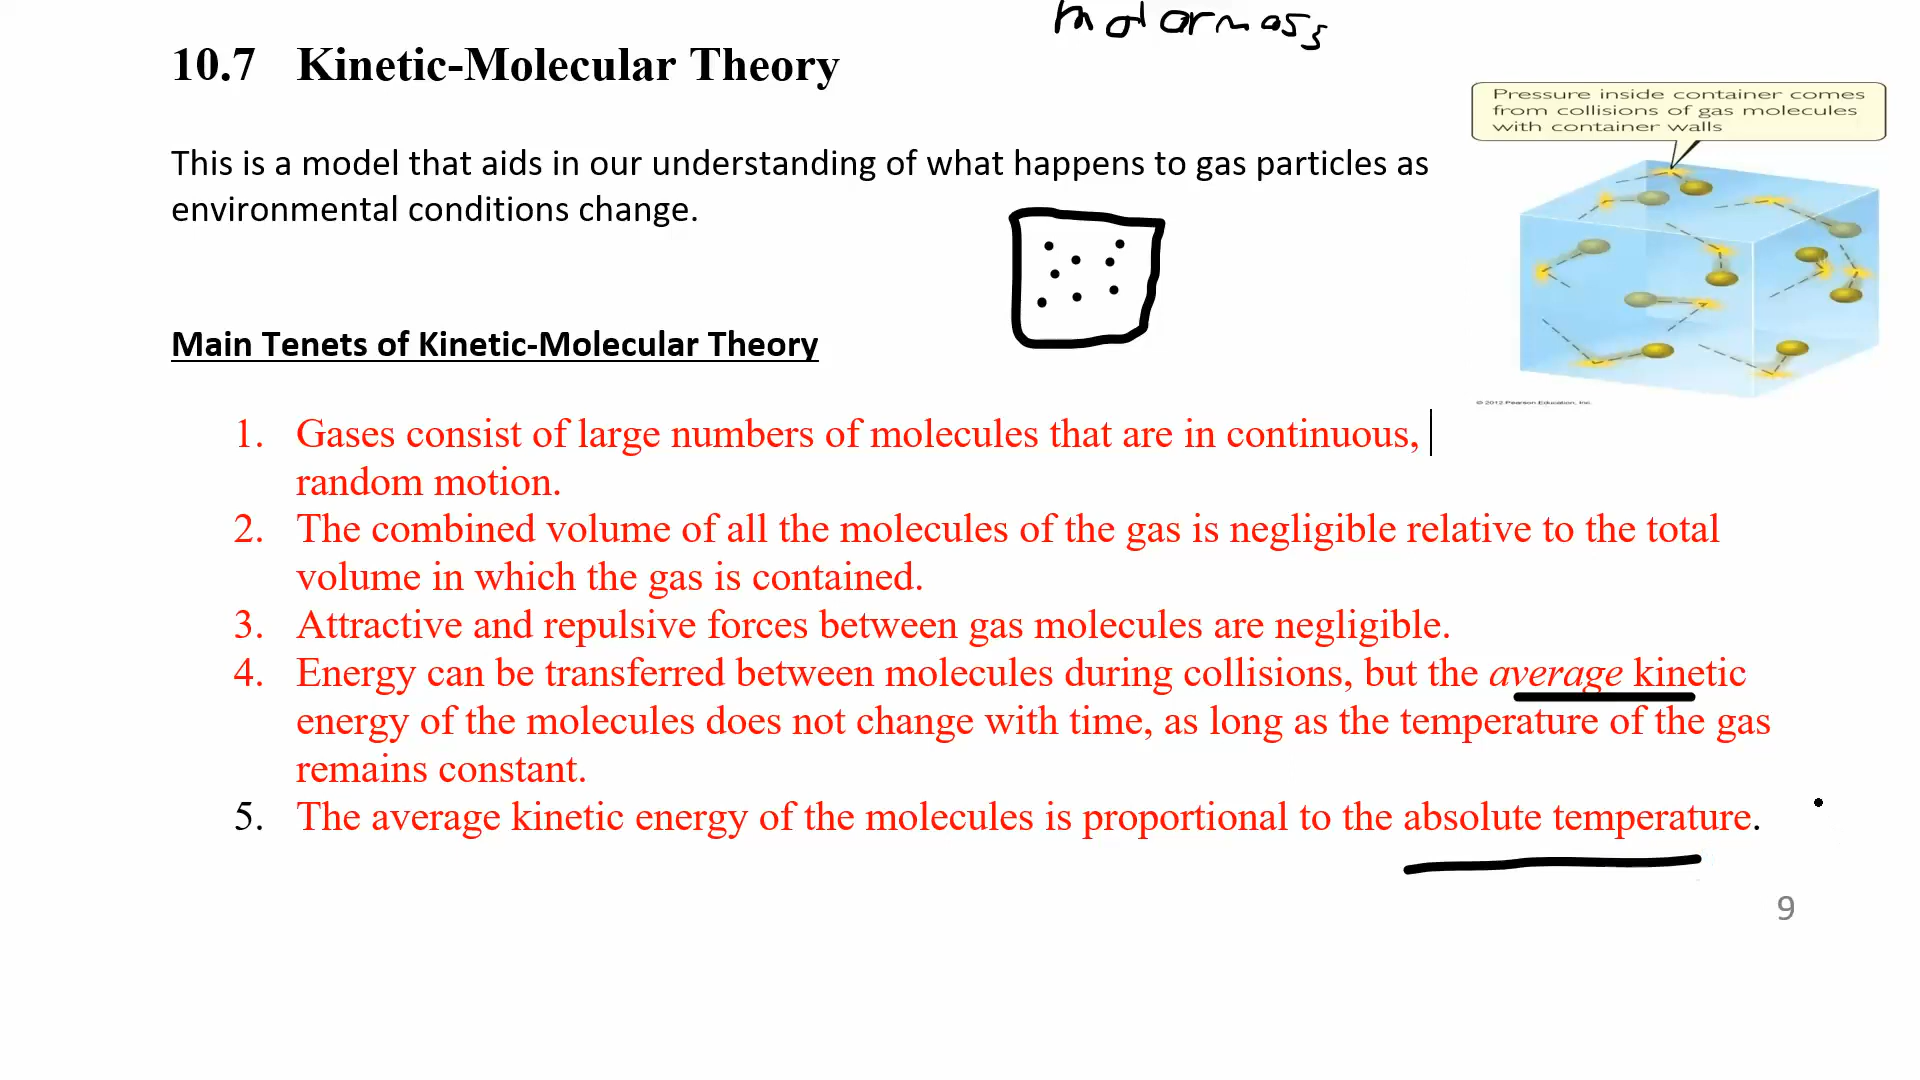 molar mass
10.7 Kinetic-Molecular Theory
Pressure inside container comes
from collisions of gas molecules
with container walls
This is a model that aids in our understanding of what happens to gas particles as
environmental conditions change.
Main Tenets of Kinetic-Molecular Theory
© 2012 Pearson Education, Inc.
1. Gases consist of large numbers of molecules that are in continuous,
random motion.
2. The combined volume of all the molecules of the gas is negligible relative to the total
volume in which the gas is contained.
3. Attractive and repulsive forces between gas molecules are negligible.
4. Energy can be transferred between molecules during collisions, but the average kinetic
energy of the molecules does not change with time, as long as the temperature of the gas
remains constant.
5. The average kinetic energy of the molecules is proportional to the absolute temperature.
9